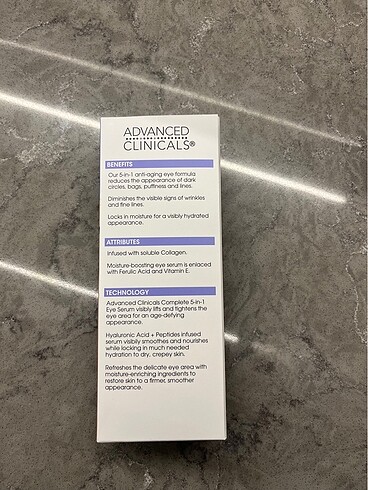 ADVANCED
CLINICALS®
BENEFITS
Our 5-in-1 anti-aging eye formula
reduces the appearance of dark
circles, bags, puffiness and lines.
Diminishes the visible signs of wrinkles
and fine lines.
Locks in moisture for a visibly hydrated
appearance.
ATTRIBUTES
Infused with soluble Collagen.
Moisture-boosting eye serum is enlaced
with Ferulic Acid and Vitamin E.
TECHNOLOGY
Advanced Clinicals Complete 5-in-1
Eye Serum visibly lifts and tightens the
eye area for an age-defying
appearance.
Hyaluronic Acid + Peptides infused
serum visibly smoothes and nourishes
while locking in much needed
hydration to dry, crepey skin.
Refreshes the delicate eye area with
moisture-enriching ingredients to
restore skin to a firmer, smoother
appearance.